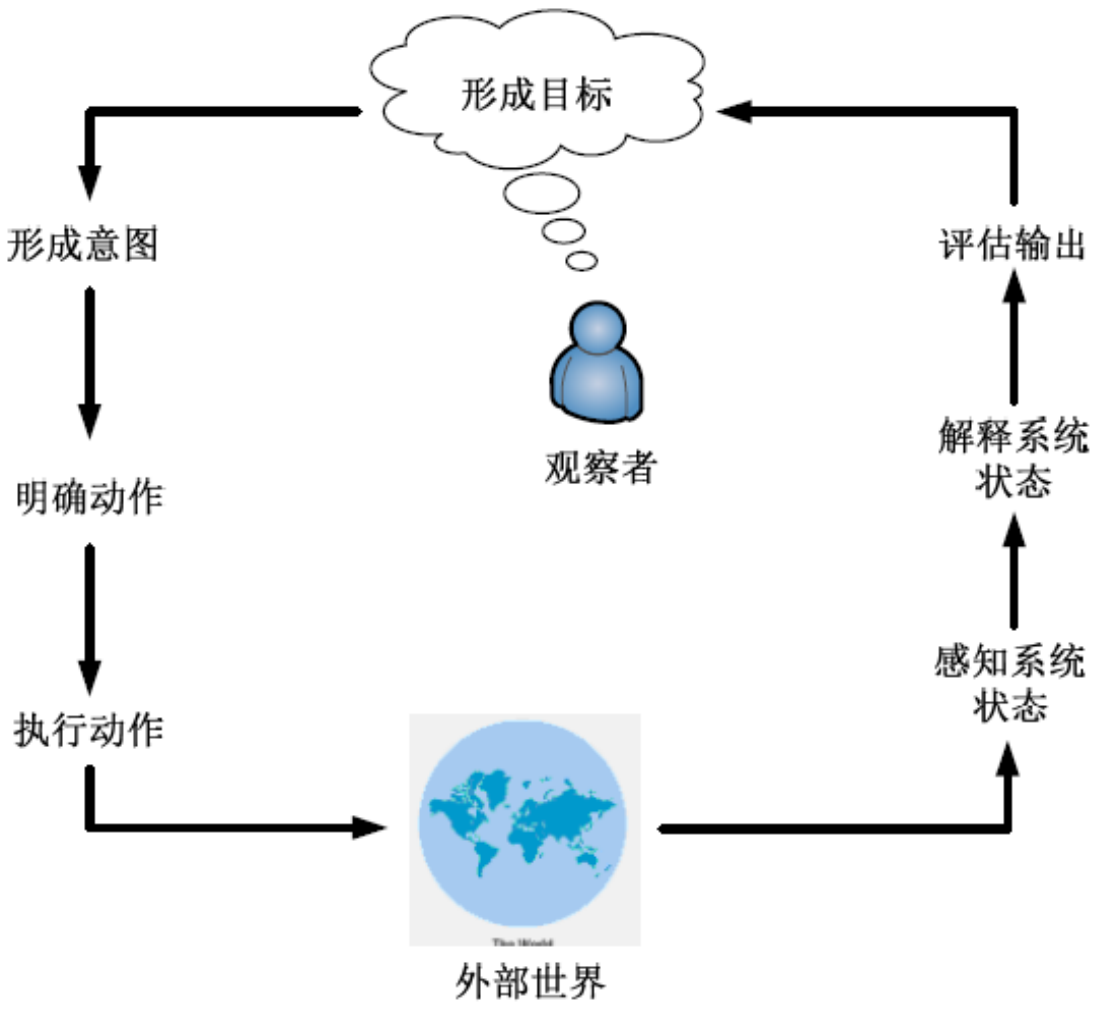 形成目标
形成意图
评估输出
解释系统
状态
观察者
明确动作
感知系统
状态
执行动作
The World
外部世界